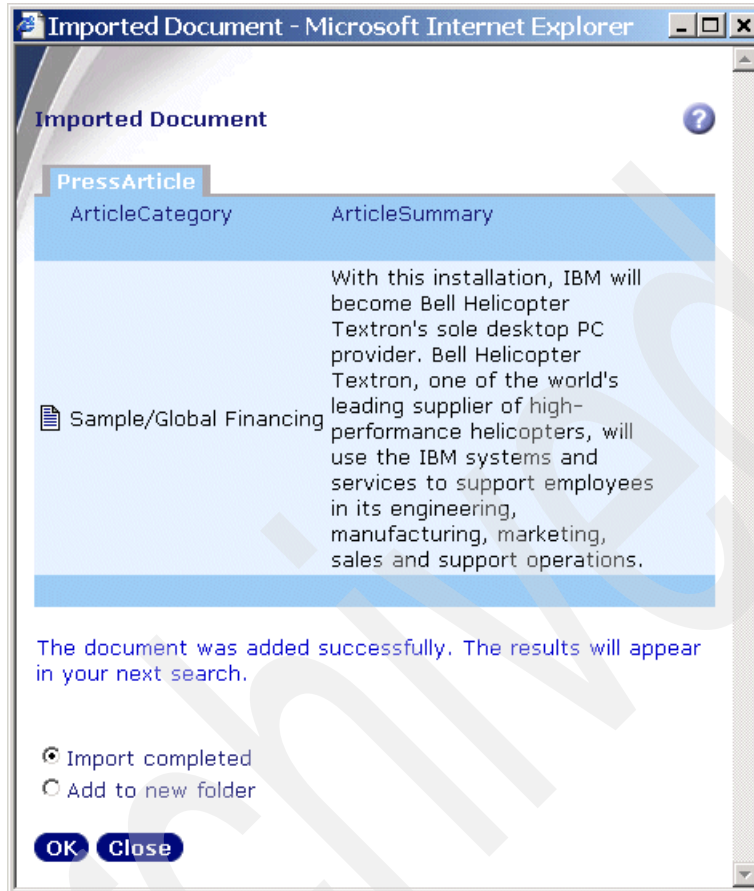 Imported Document - Microsoft Internet Explorer
Imported Document
?
PressArticle
ArticleCategory ArticleSummary
With this installation, IBM will
become Bell Helicopter
Textron's sole desktop PC
provider. Bell Helicopter
Textron, one of the world's
Sample/Global Financing leading supplier of high-
performance helicopters, will
use the IBM systems and
services to support employees
in its engineering,
manufacturing, marketing,
sales and support operations.
The document was added successfully. The results will appear
in your next search.
Import completed
Add to new folder
OK Close